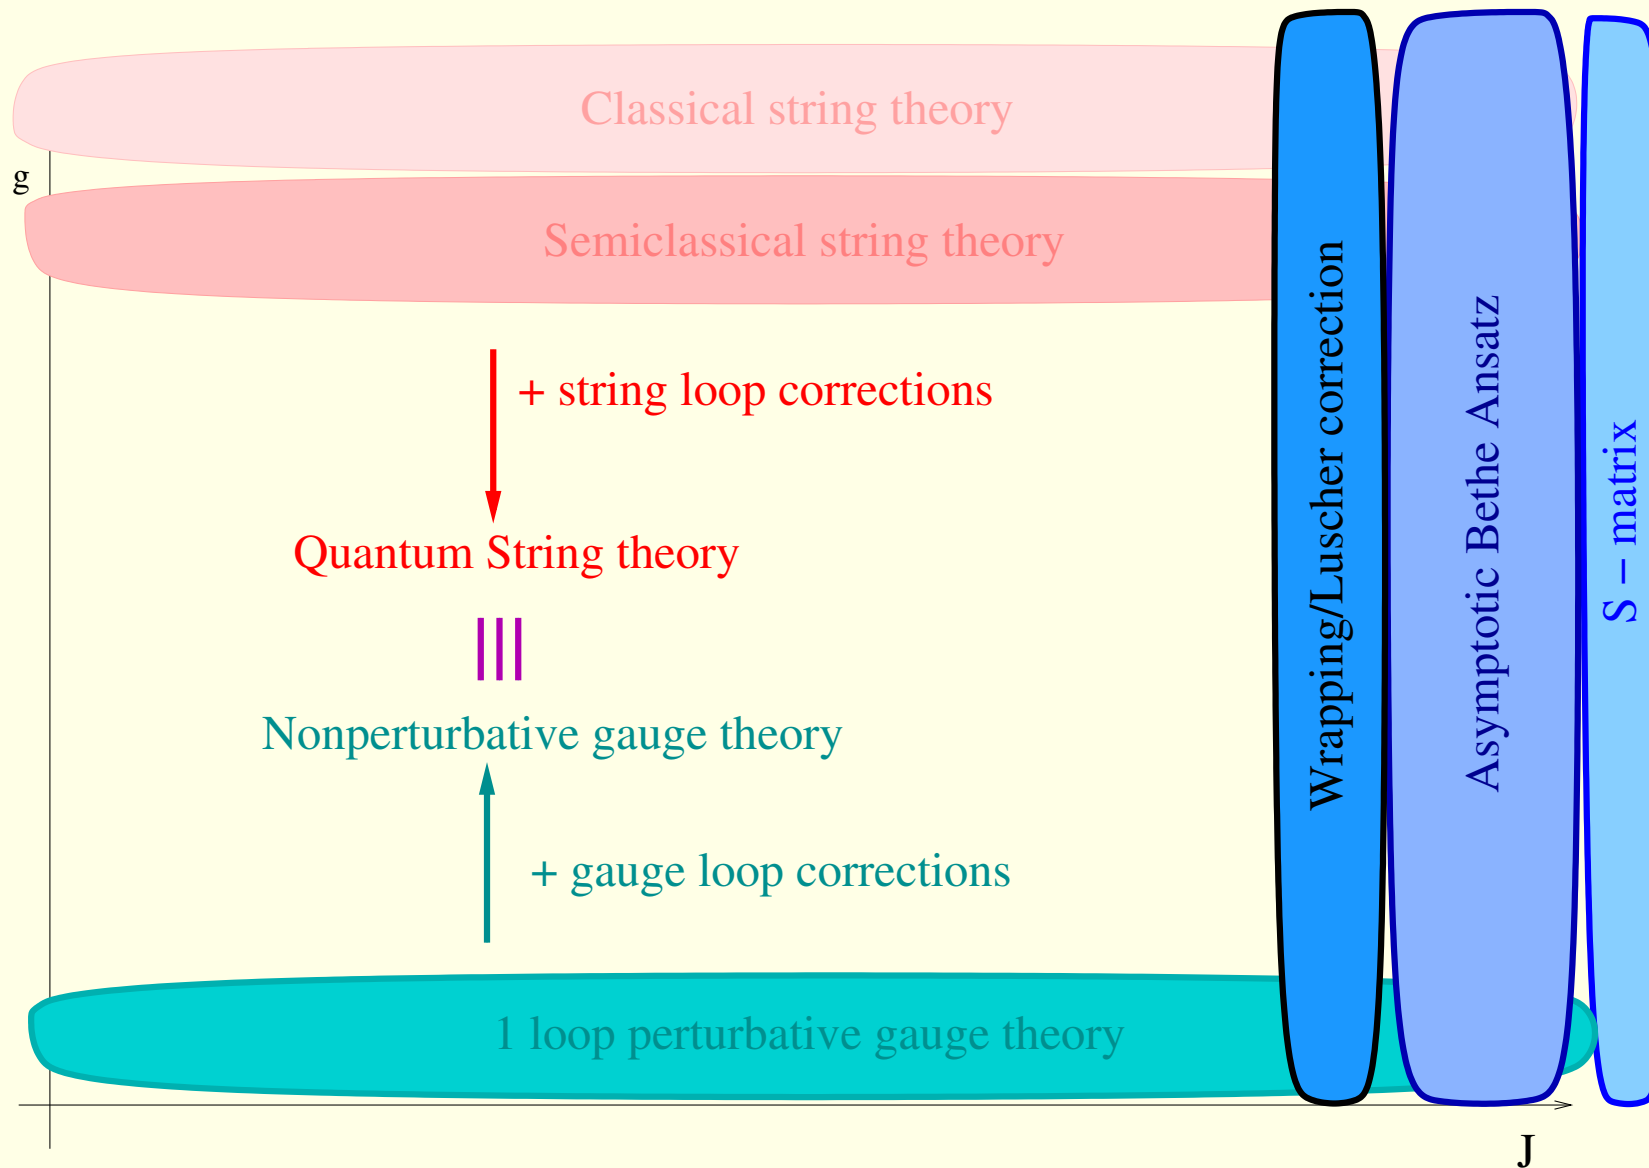 Classical string theory
g
Semiclassical string theory
+ string loop corrections
Quantum String theory
Nonperturbative gauge theory
+ gauge loop corrections
1 loop perturbative gauge theory
J
Wrapping/Luscher correction
Asymptotic Bethe Ansatz
S – matrix